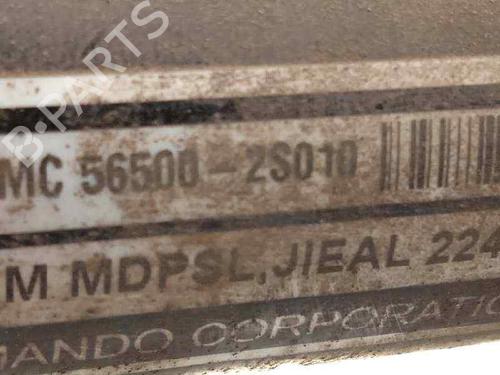 B-PARTS
MC 56500-2S010
M MDPSL,JIEAL 224
MANDO CORPORATIO